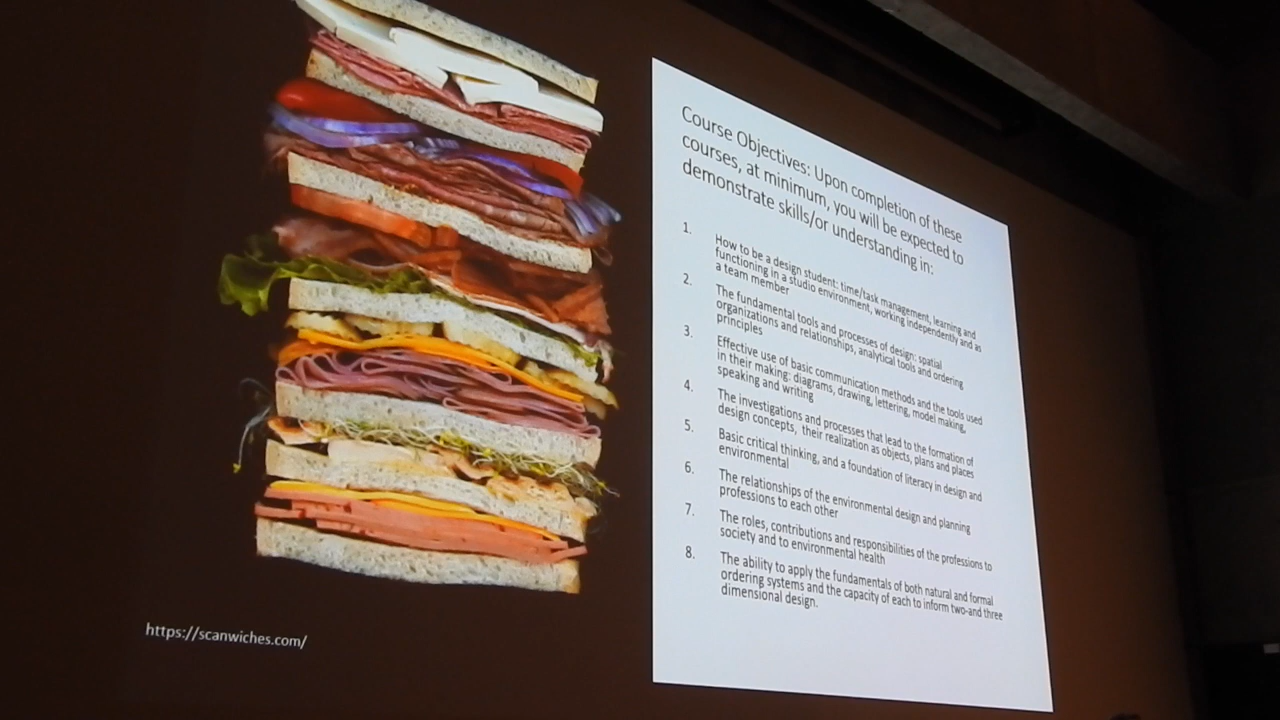 Course Objectives: Upon completion of these
courses, at minimum, you will be expected to
demonstrate skills/or understanding in:
1. How to be a design student: time/task management, learning and
functioning in a studio environment, working independently and as
a team member
2. The fundamental tools and processes of design: spatial
organizations and relationships, analytical tools and ordering
principles
3. Effective use of basic communication methods and the tools used
in their making: diagrams, drawing, lettering, model making,
speaking and writing
4. The investigations and processes that lead to the formation of
design concepts, their realization as objects, plans and places
5. Basic critical thinking, and a foundation of literacy in design and
environmental
6. The relationships of the environmental design and planning
professions to each other
7. The roles, contributions and responsibilities of the professions to
society and to environmental health
8. The ability to apply the fundamentals of both natural and formal
ordering systems and the capacity of each to inform two-and three
dimensional design.
https://scanwiches.com/